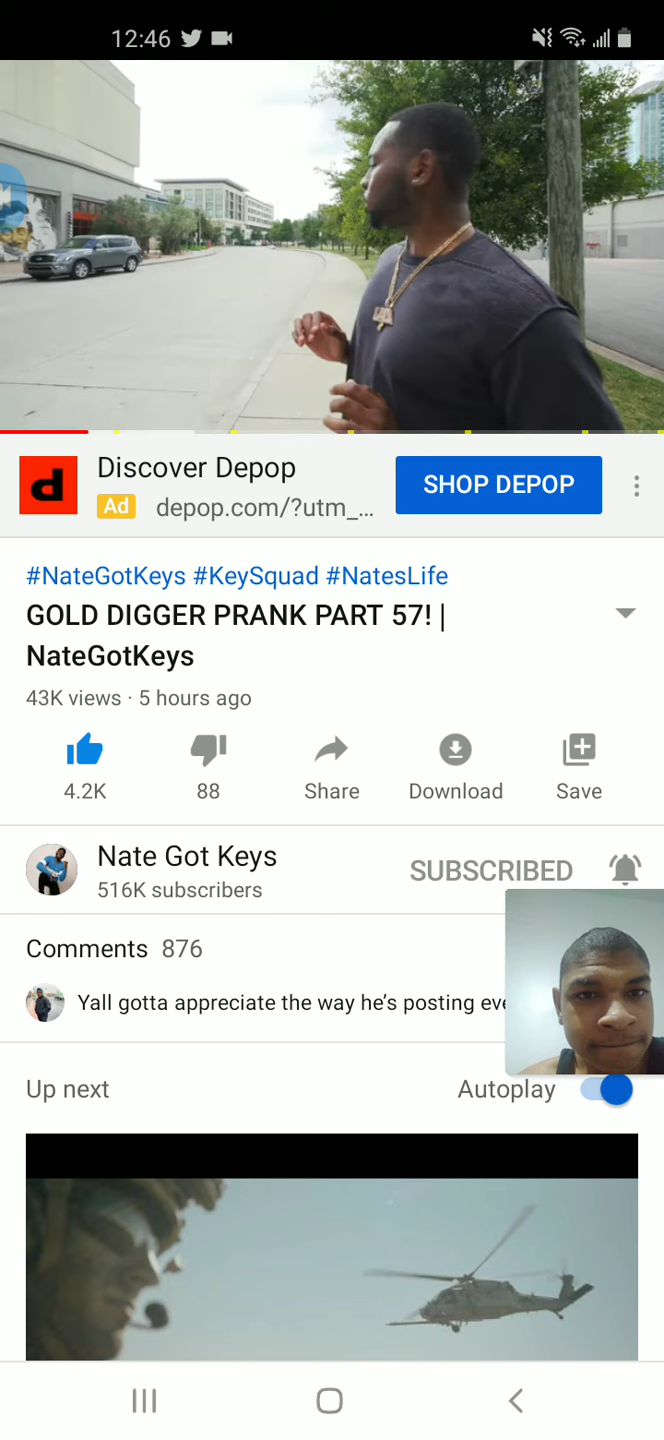 12:46
Discover Depop
SHOP DEPOP
Ad depop.com/?utm_...
#NateGotKeys #KeySquad #NatesLife
GOLD DIGGER PRANK PART 57! |
NateGotKeys
43K views · 5 hours ago
4.2K
88
Share
Download
Save
Nate Got Keys
516K subscribers
SUBSCRIBED
Comments 876
Yall gotta appreciate the way he's posting
Up next
Autoplay